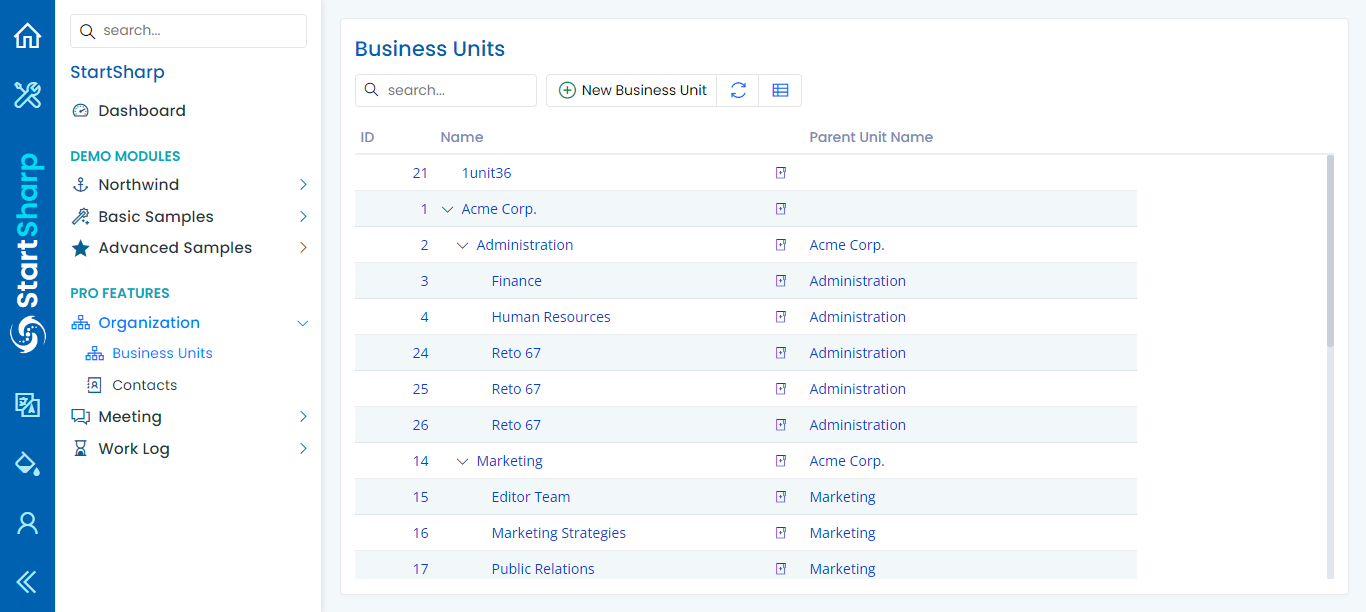 StartSharp
search...
StartSharp
Dashboard
DEMO MODULES
Northwind
Basic Samples
Advanced Samples
PRO FEATURES
Organization
Business Units
Contacts
Meeting
Work Log
Business Units
search... New Business Unit
ID Name Parent Unit Name
21 1unit36
1 Acme Corp.
2 Administration Acme Corp.
3 Finance Administration
4 Human Resources Administration
24 Reto 67 Administration
25 Reto 67 Administration
26 Reto 67 Administration
14 Marketing Acme Corp.
15 Editor Team Marketing
16 Marketing Strategies Marketing
17 Public Relations Marketing